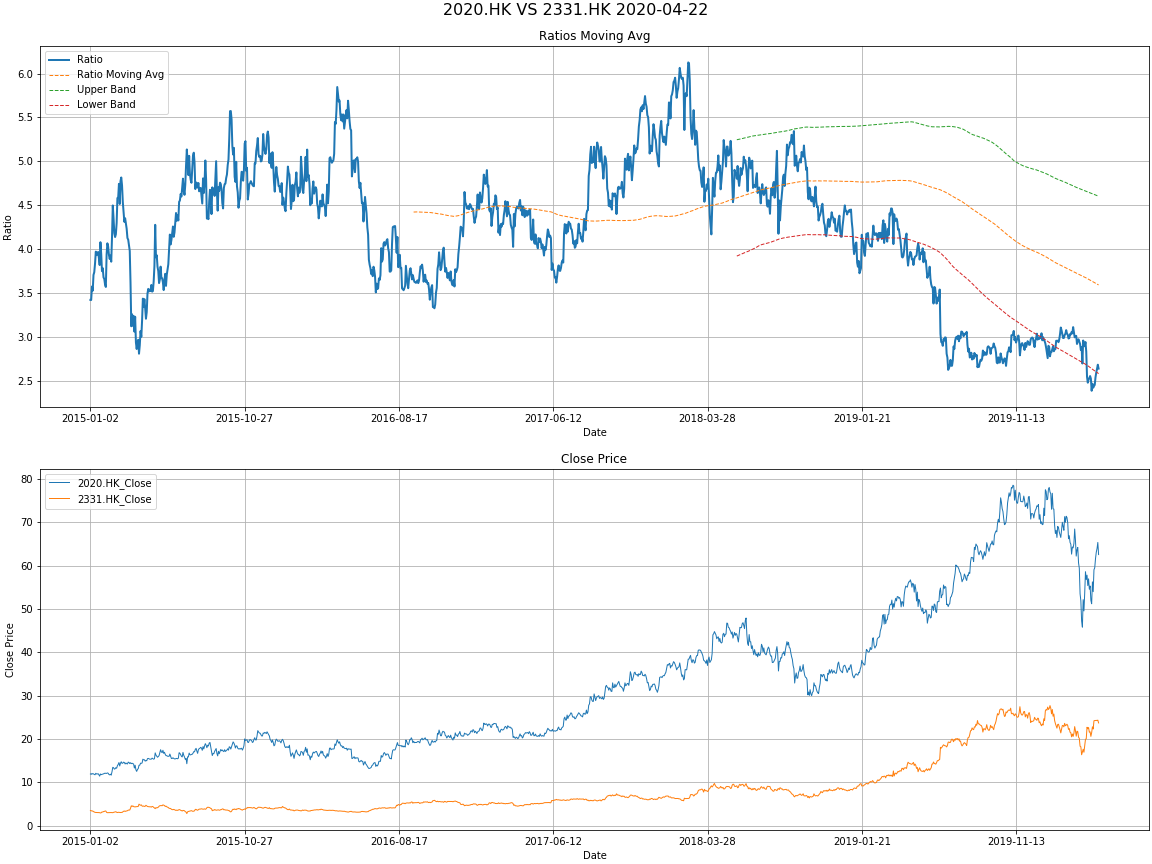 2020.HK VS 2331.HK 2020-04-22
Ratios Moving Avg
Ratio
Ratio Moving Avg
Upper Band
Lower Band
6.0
5.5
5.0
4.5
4.0
3.5
3.0
2.5
Ratio
2015-01-02 2015-10-27 2016-08-17 2017-06-12 2018-03-28 2019-01-21 2019-11-13
Date
Close Price
2020.HK_Close
2331.HK_Close
80
70
60
50
40
30
20
10
0
Close Price
2015-01-02 2015-10-27 2016-08-17 2017-06-12 2018-03-28 2019-01-21 2019-11-13
Date